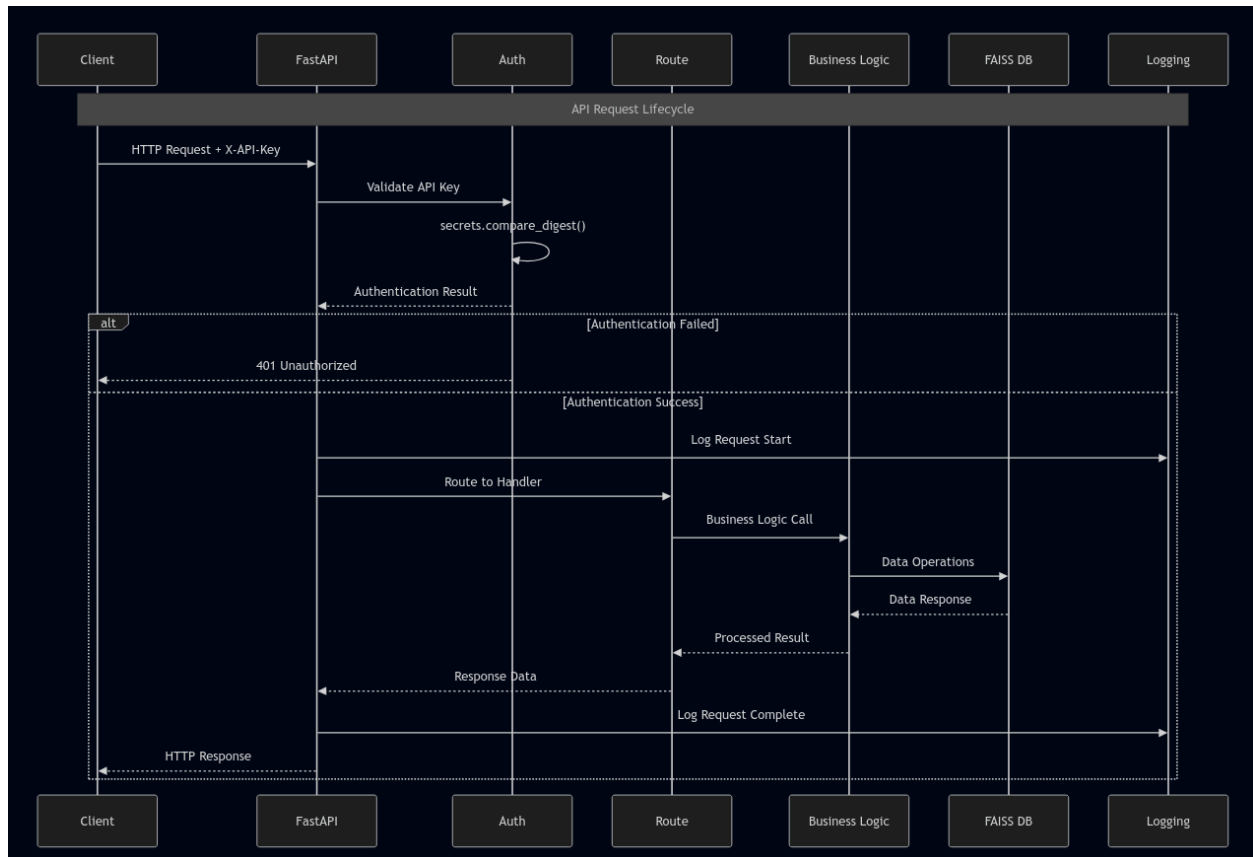 Client
FastAPI
Auth
Route
Business Logic
FAISS DB
Logging
API Request Lifecycle
HTTP Request + X-API-Key
Validate API Key
secrets.compare_digest()
Authentication Result
alt
[Authentication Failed]
401 Unauthorized
[Authentication Success]
Log Request Start
Route to Handler
Business Logic Call
Data Operations
Data Response
Processed Result
Response Data
Log Request Complete
HTTP Response
Client
FastAPI
Auth
Route
Business Logic
FAISS DB
Logging